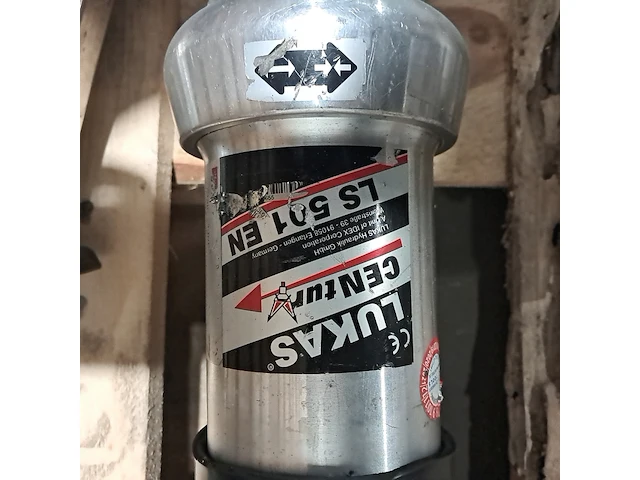 LUKAS®
CE
CENtury
LUKAS Hydraulik GmbH
A Unit of IDEX Corporation
Weinstraße 39 - 91058 Erlangen - Germany
LS 501 EN